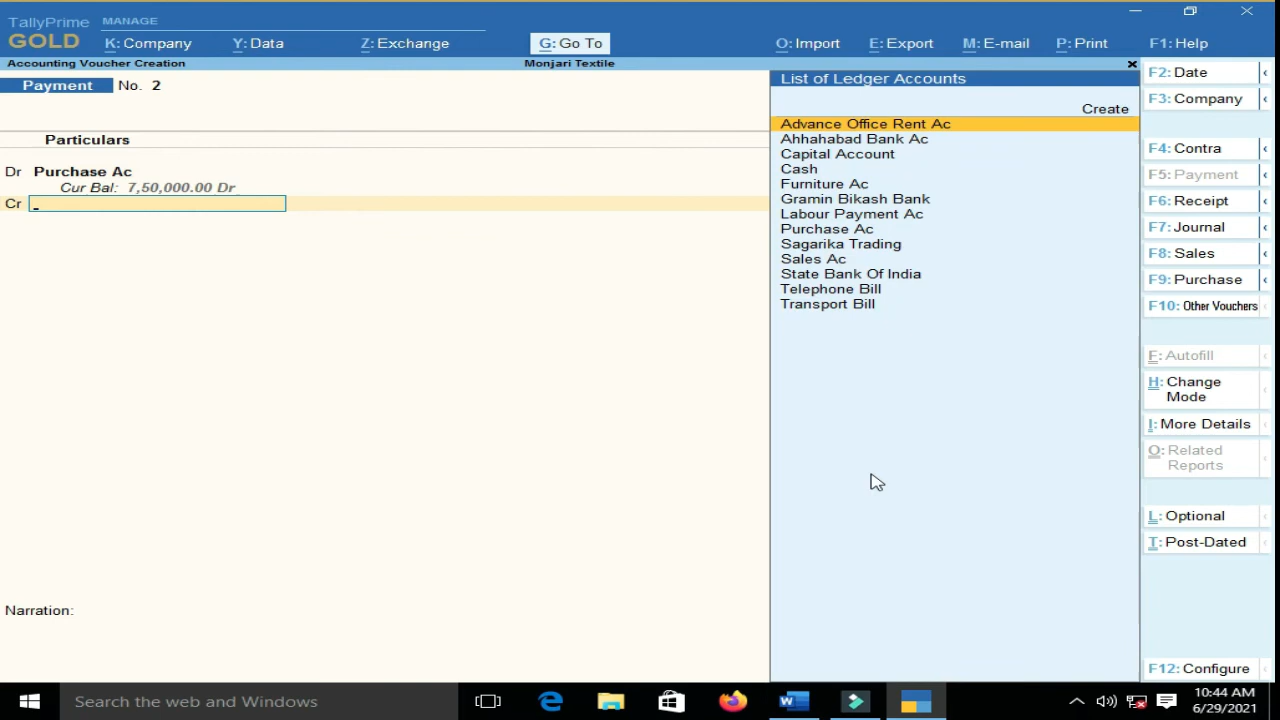 TallyPrime MANAGE
GOLD K: Company Y: Data Z: Exchange G: Go To O: Import E: Export M: E-mail P: Print F1: Help
Accounting Voucher Creation Monjari Textile
Payment No. 2
Particulars
Dr Purchase Ac
Cur Bal: 7,50,000.00 Dr
Cr
Narration:
List of Ledger Accounts
Create
Advance Office Rent Ac
Ahhahabad Bank Ac
Capital Account
Cash
Furniture Ac
Gramin Bikash Bank
Labour Payment Ac
Purchase Ac
Sagarika Trading
Sales Ac
State Bank Of India
Telephone Bill
Transport Bill
F2: Date
F3: Company
F4: Contra
F5: Payment
F6: Receipt
F7: Journal
F8: Sales
F9: Purchase
F10: Other Vouchers
F: Autofill
H: Change
Mode
I: More Details
O: Related
Reports
L: Optional
T: Post-Dated
F12: Configure
Search the web and Windows
10:44 AM
6/29/2021